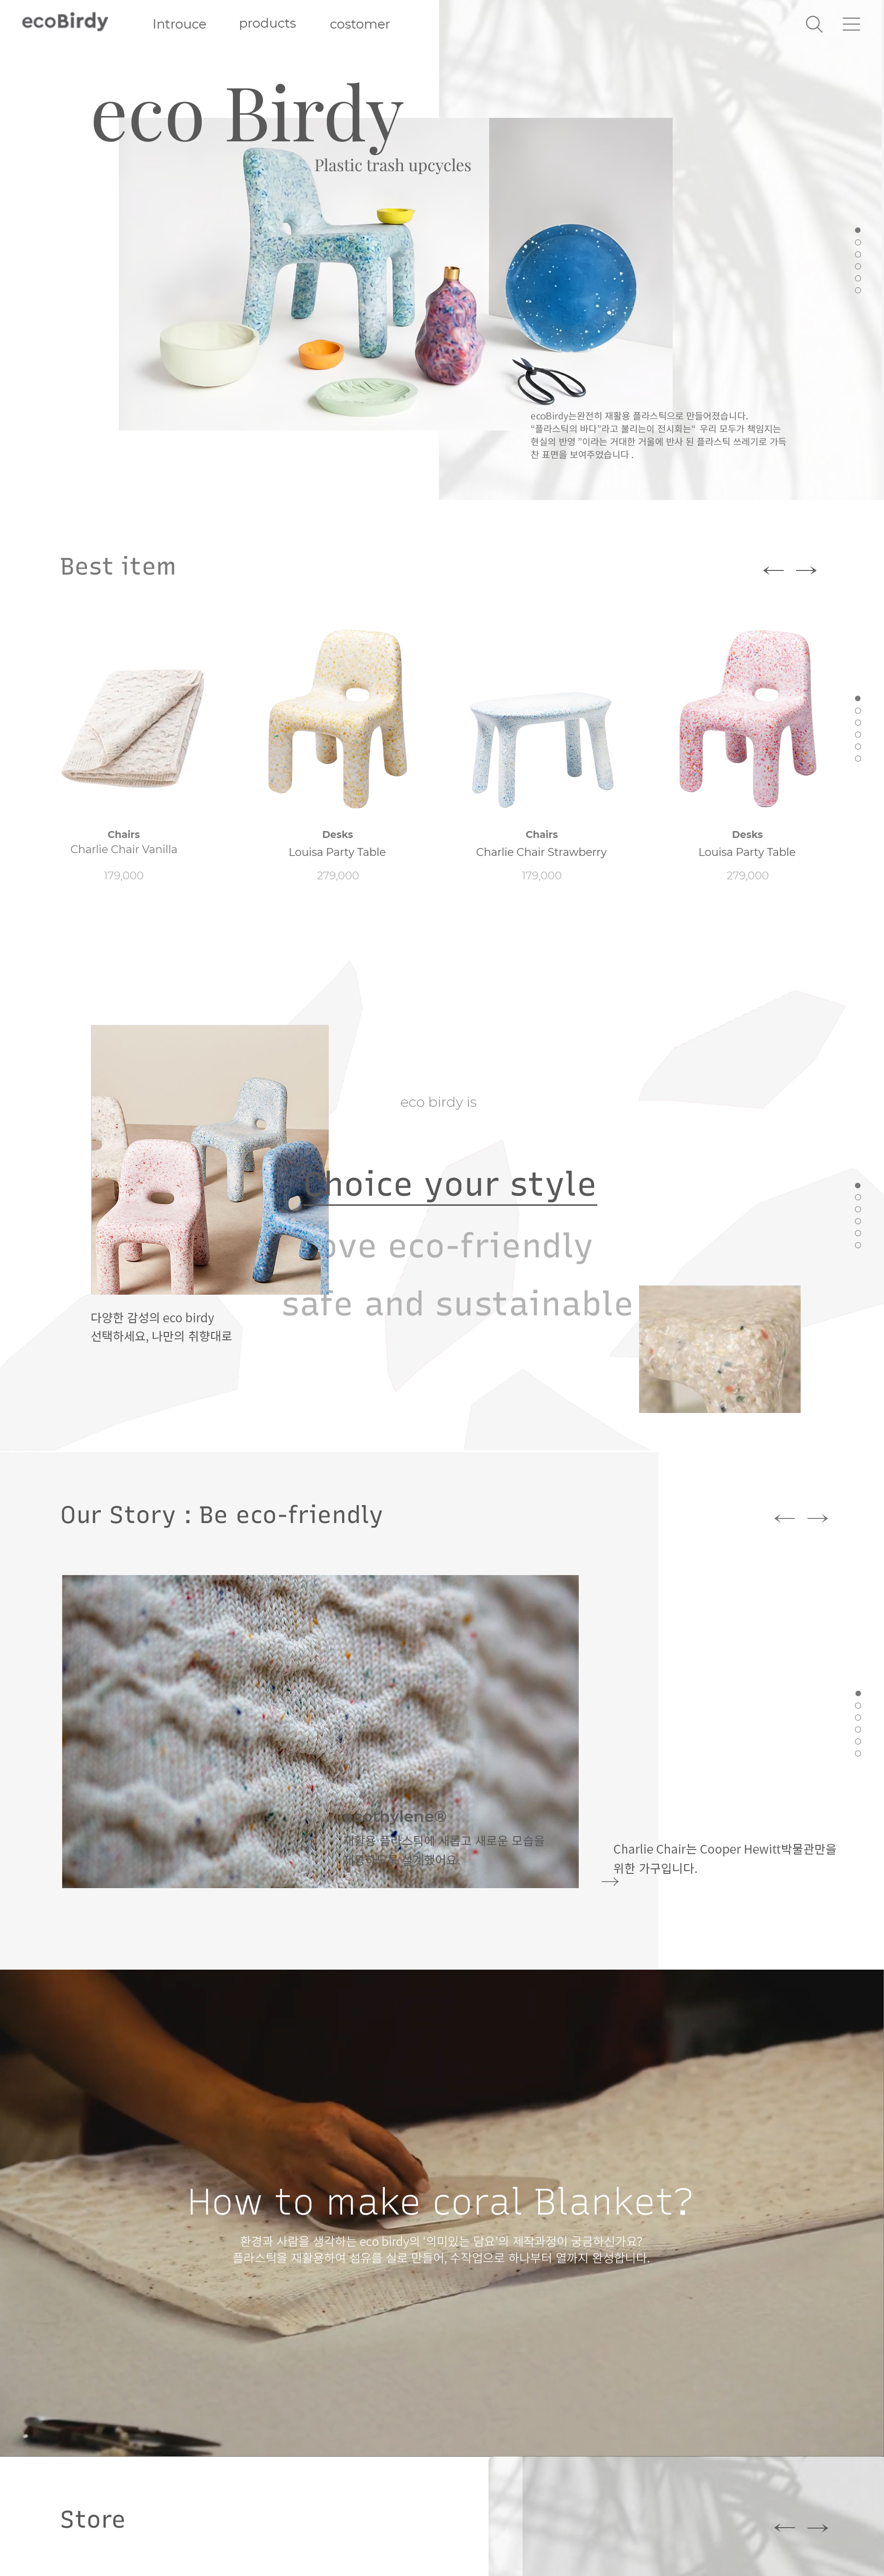 ecoBirdy
Introuce products costomer
eco Birdy
Plastic trash upcycles
ecoBirdy는완전히 재활용 플라스틱으로 만들어졌습니다.
“플라스틱의 바다”라고 불리는이 전시회는“ 우리 모두가 책임지는
현실의 반영 ”이라는 거대한 거울에 반사 된 플라스틱 쓰레기로 가득
찬 표면을 보여주었습니다 .
Best item
Chairs
Charlie Chair Vanilla
179,000
Desks
Louisa Party Table
279,000
Chairs
Charlie Chair Strawberry
179,000
Desks
Louisa Party Table
279,000
eco birdy is
Choice your style
love eco-friendly
safe and sustainable
다양한 감성의 eco birdy
선택하세요, 나만의 취향대로
Our Story : Be eco-friendly
재활용 플라스틱에 새롭고 새로운 모습을
설계했어요.
Charlie Chair는 Cooper Hewitt박물관만을
위한 가구입니다.
How to make coral Blanket?
환경과 사람을 생각하는 eco birdy의 ‘의미있는 담요’의 제작과정이 궁금하신가요?
플라스틱을 재활용하여 섬유를 실로 만들어, 수작업으로 하나부터 열까지 완성합니다.
Store